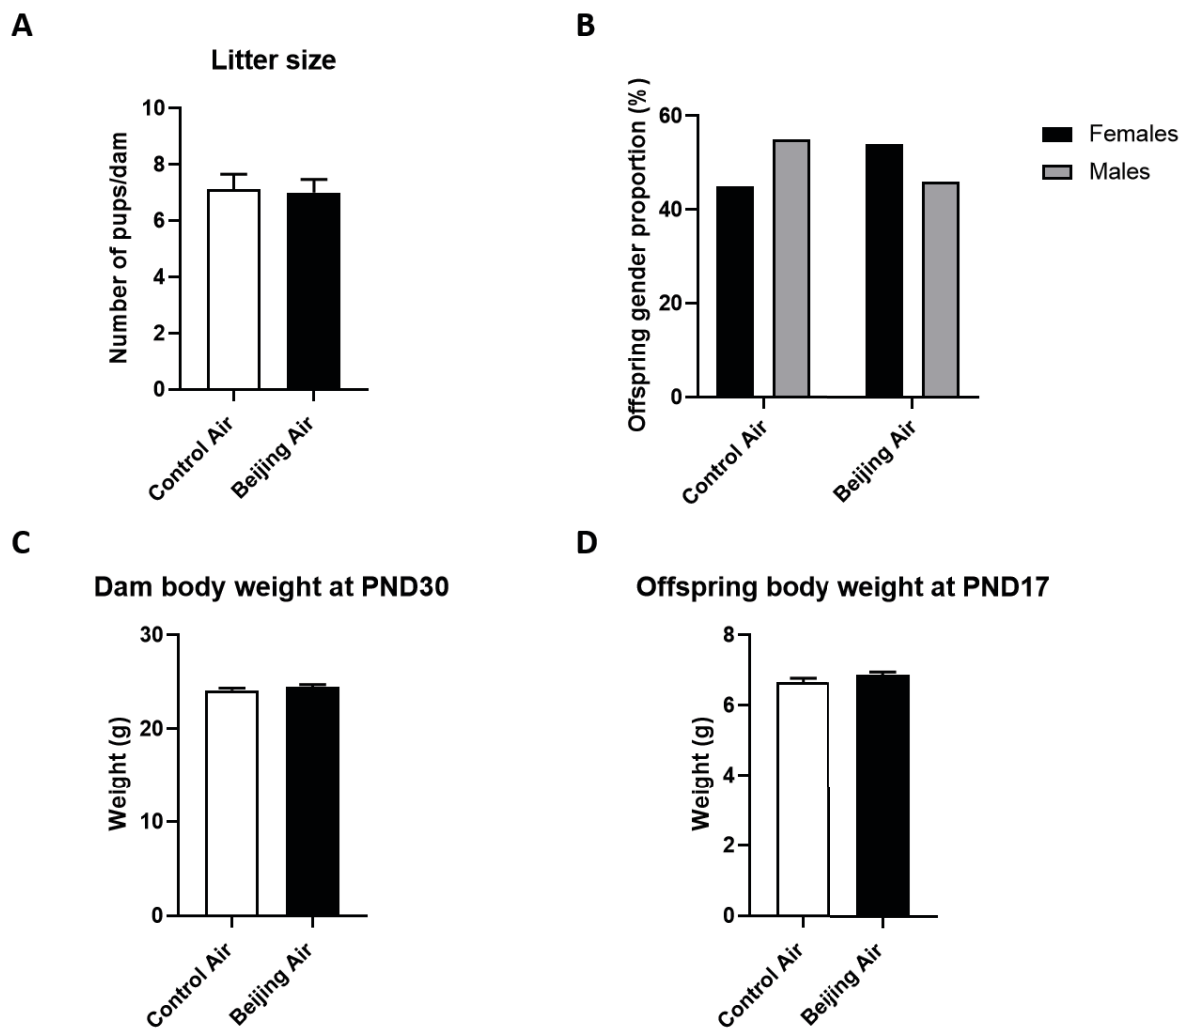 A
Litter size
Number of pups/dam
10
8
6
4
2
0
Control Air
Beijing Air
B
Offspring gender proportion (%)
60
40
20
0
Control Air
Beijing Air
Females
Males
C
Dam body weight at PND30
Weight (g)
30
20
10
0
Control Air
Beijing Air
D
Offspring body weight at PND17
Weight (g)
8
6
4
2
0
Control Air
Beijing Air